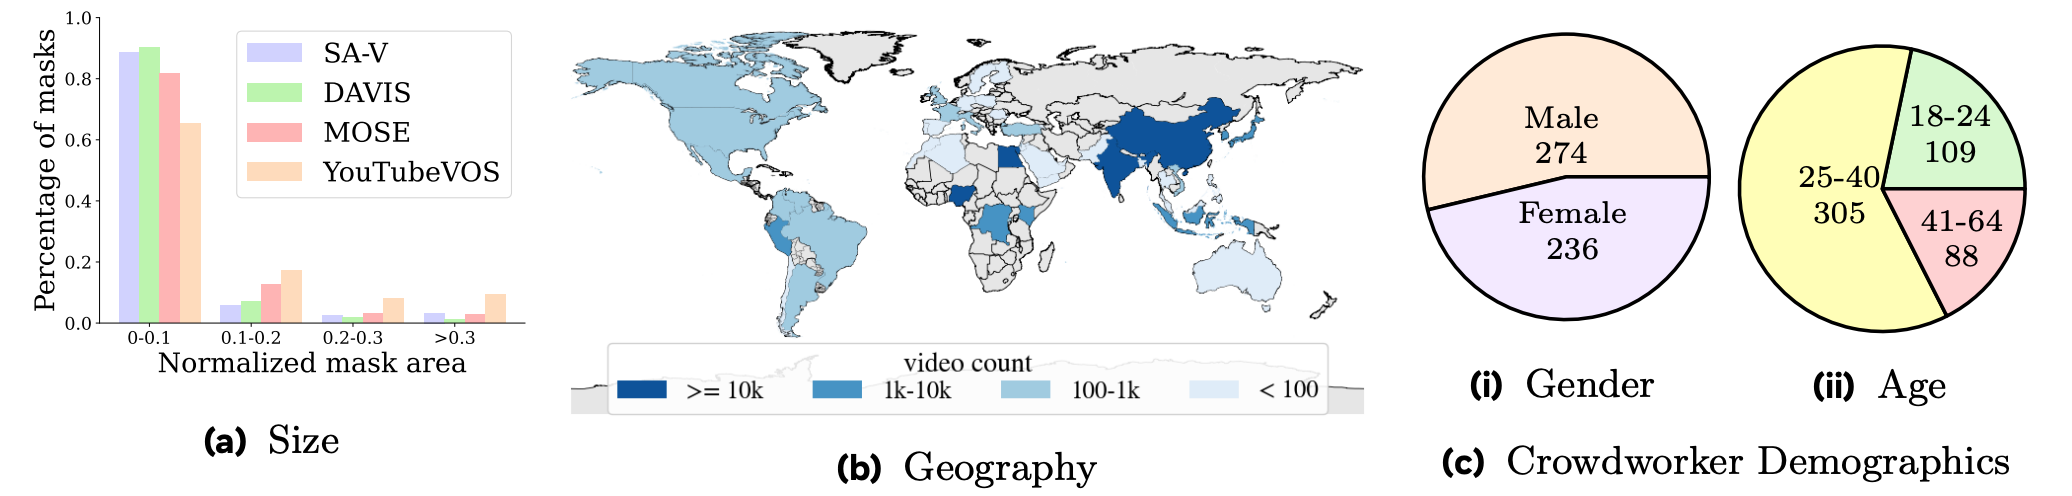 Percentage of masks
1.0
0.8
0.6
0.4
0.2
0.0
SA-V
DAVIS
MOSE
YouTubeVOS
0-0.1
0.1-0.2
0.2-0.3
>0.3
Normalized mask area
(a) Size
video count
>= 10k
1k-10k
100-1k
< 100
(b) Geography
Male
274
Female
236
(i) Gender
25-40
305
18-24
109
41-64
88
(ii) Age
(c) Crowdworker Demographics